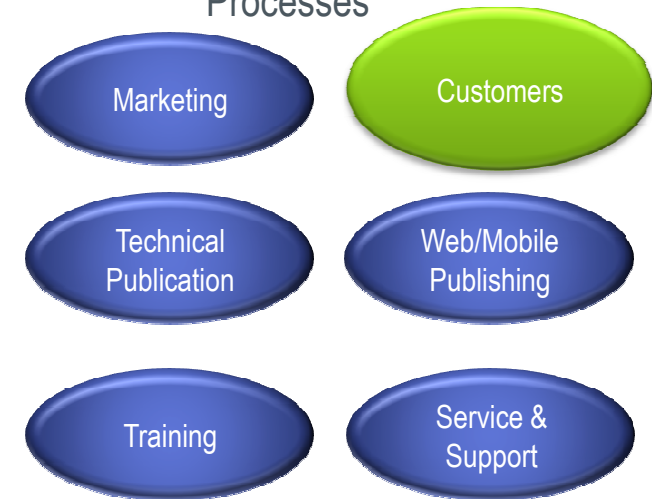 Processes
Marketing
Customers
Technical
Publication
Web/Mobile
Publishing
Training
Service &
Support